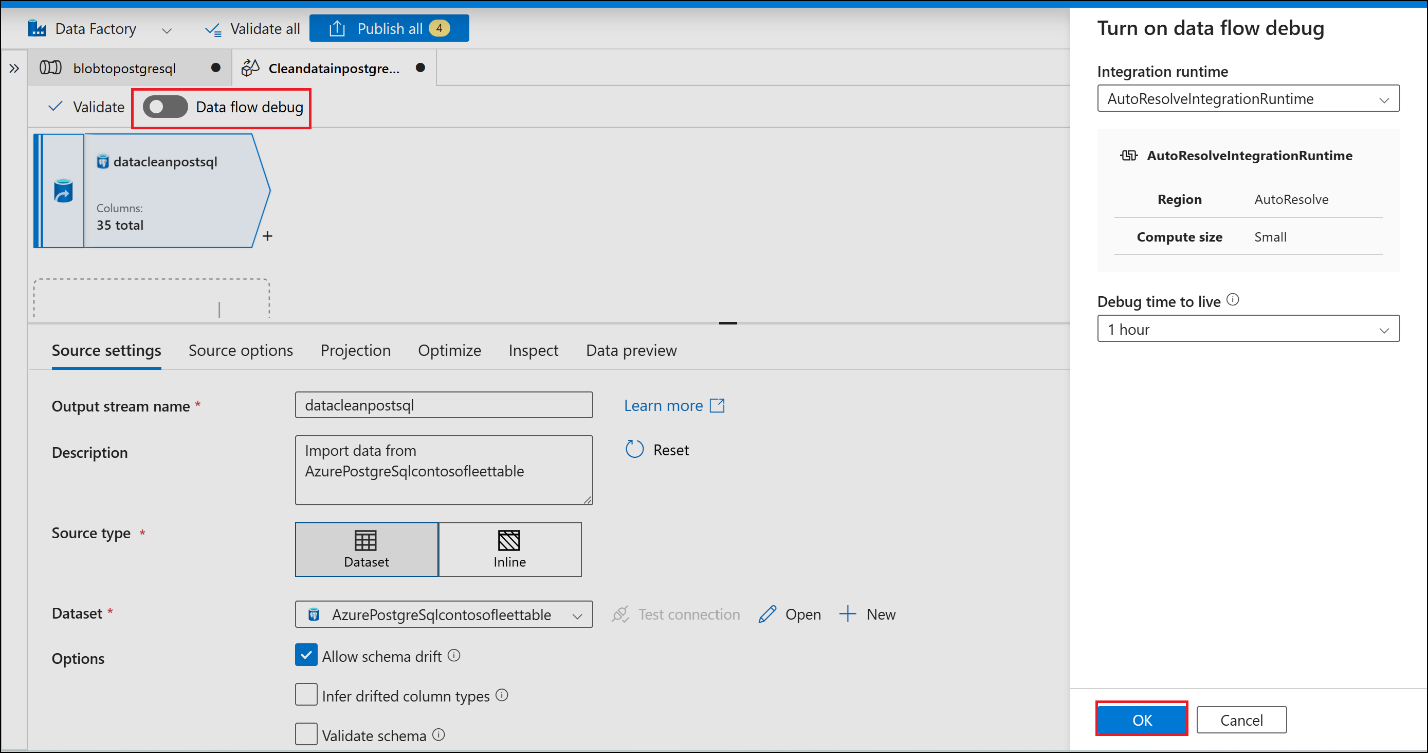 Data Factory
Validate all
Publish all 4
blobtopostgresql
Cleandatainpostgre...
Validate
Data flow debug
datacleanpostsql
Columns:
35 total
+
Source settings
Source options
Projection
Optimize
Inspect
Data preview
Output stream name *
datacleanpostsql
Learn more
Description
Import data from
AzurePostgreSqlcontosofleettable
Reset
Source type *
Dataset
Inline
Dataset *
AzurePostgreSqlcontosofleettable
Test connection
Open
New
Options
Allow schema drift
Infer drifted column types
Validate schema
Turn on data flow debug
Integration runtime
AutoResolveIntegrationRuntime
AutoResolveIntegrationRuntime
Region AutoResolve
Compute size Small
Debug time to live
1 hour
OK
Cancel